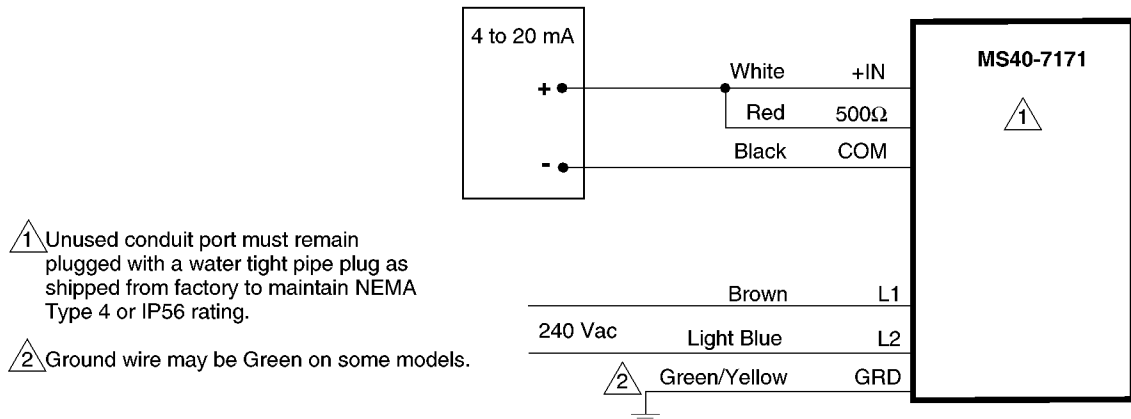 4 to 20 mA
+
-
White +IN
Red 500Ω
Black COM
MS40-7171
1
1 Unused conduit port must remain
plugged with a water tight pipe plug as
shipped from factory to maintain NEMA
Type 4 or IP56 rating.
2 Ground wire may be Green on some models.
Brown L1
240 Vac
Light Blue L2
2 Green/Yellow GRD